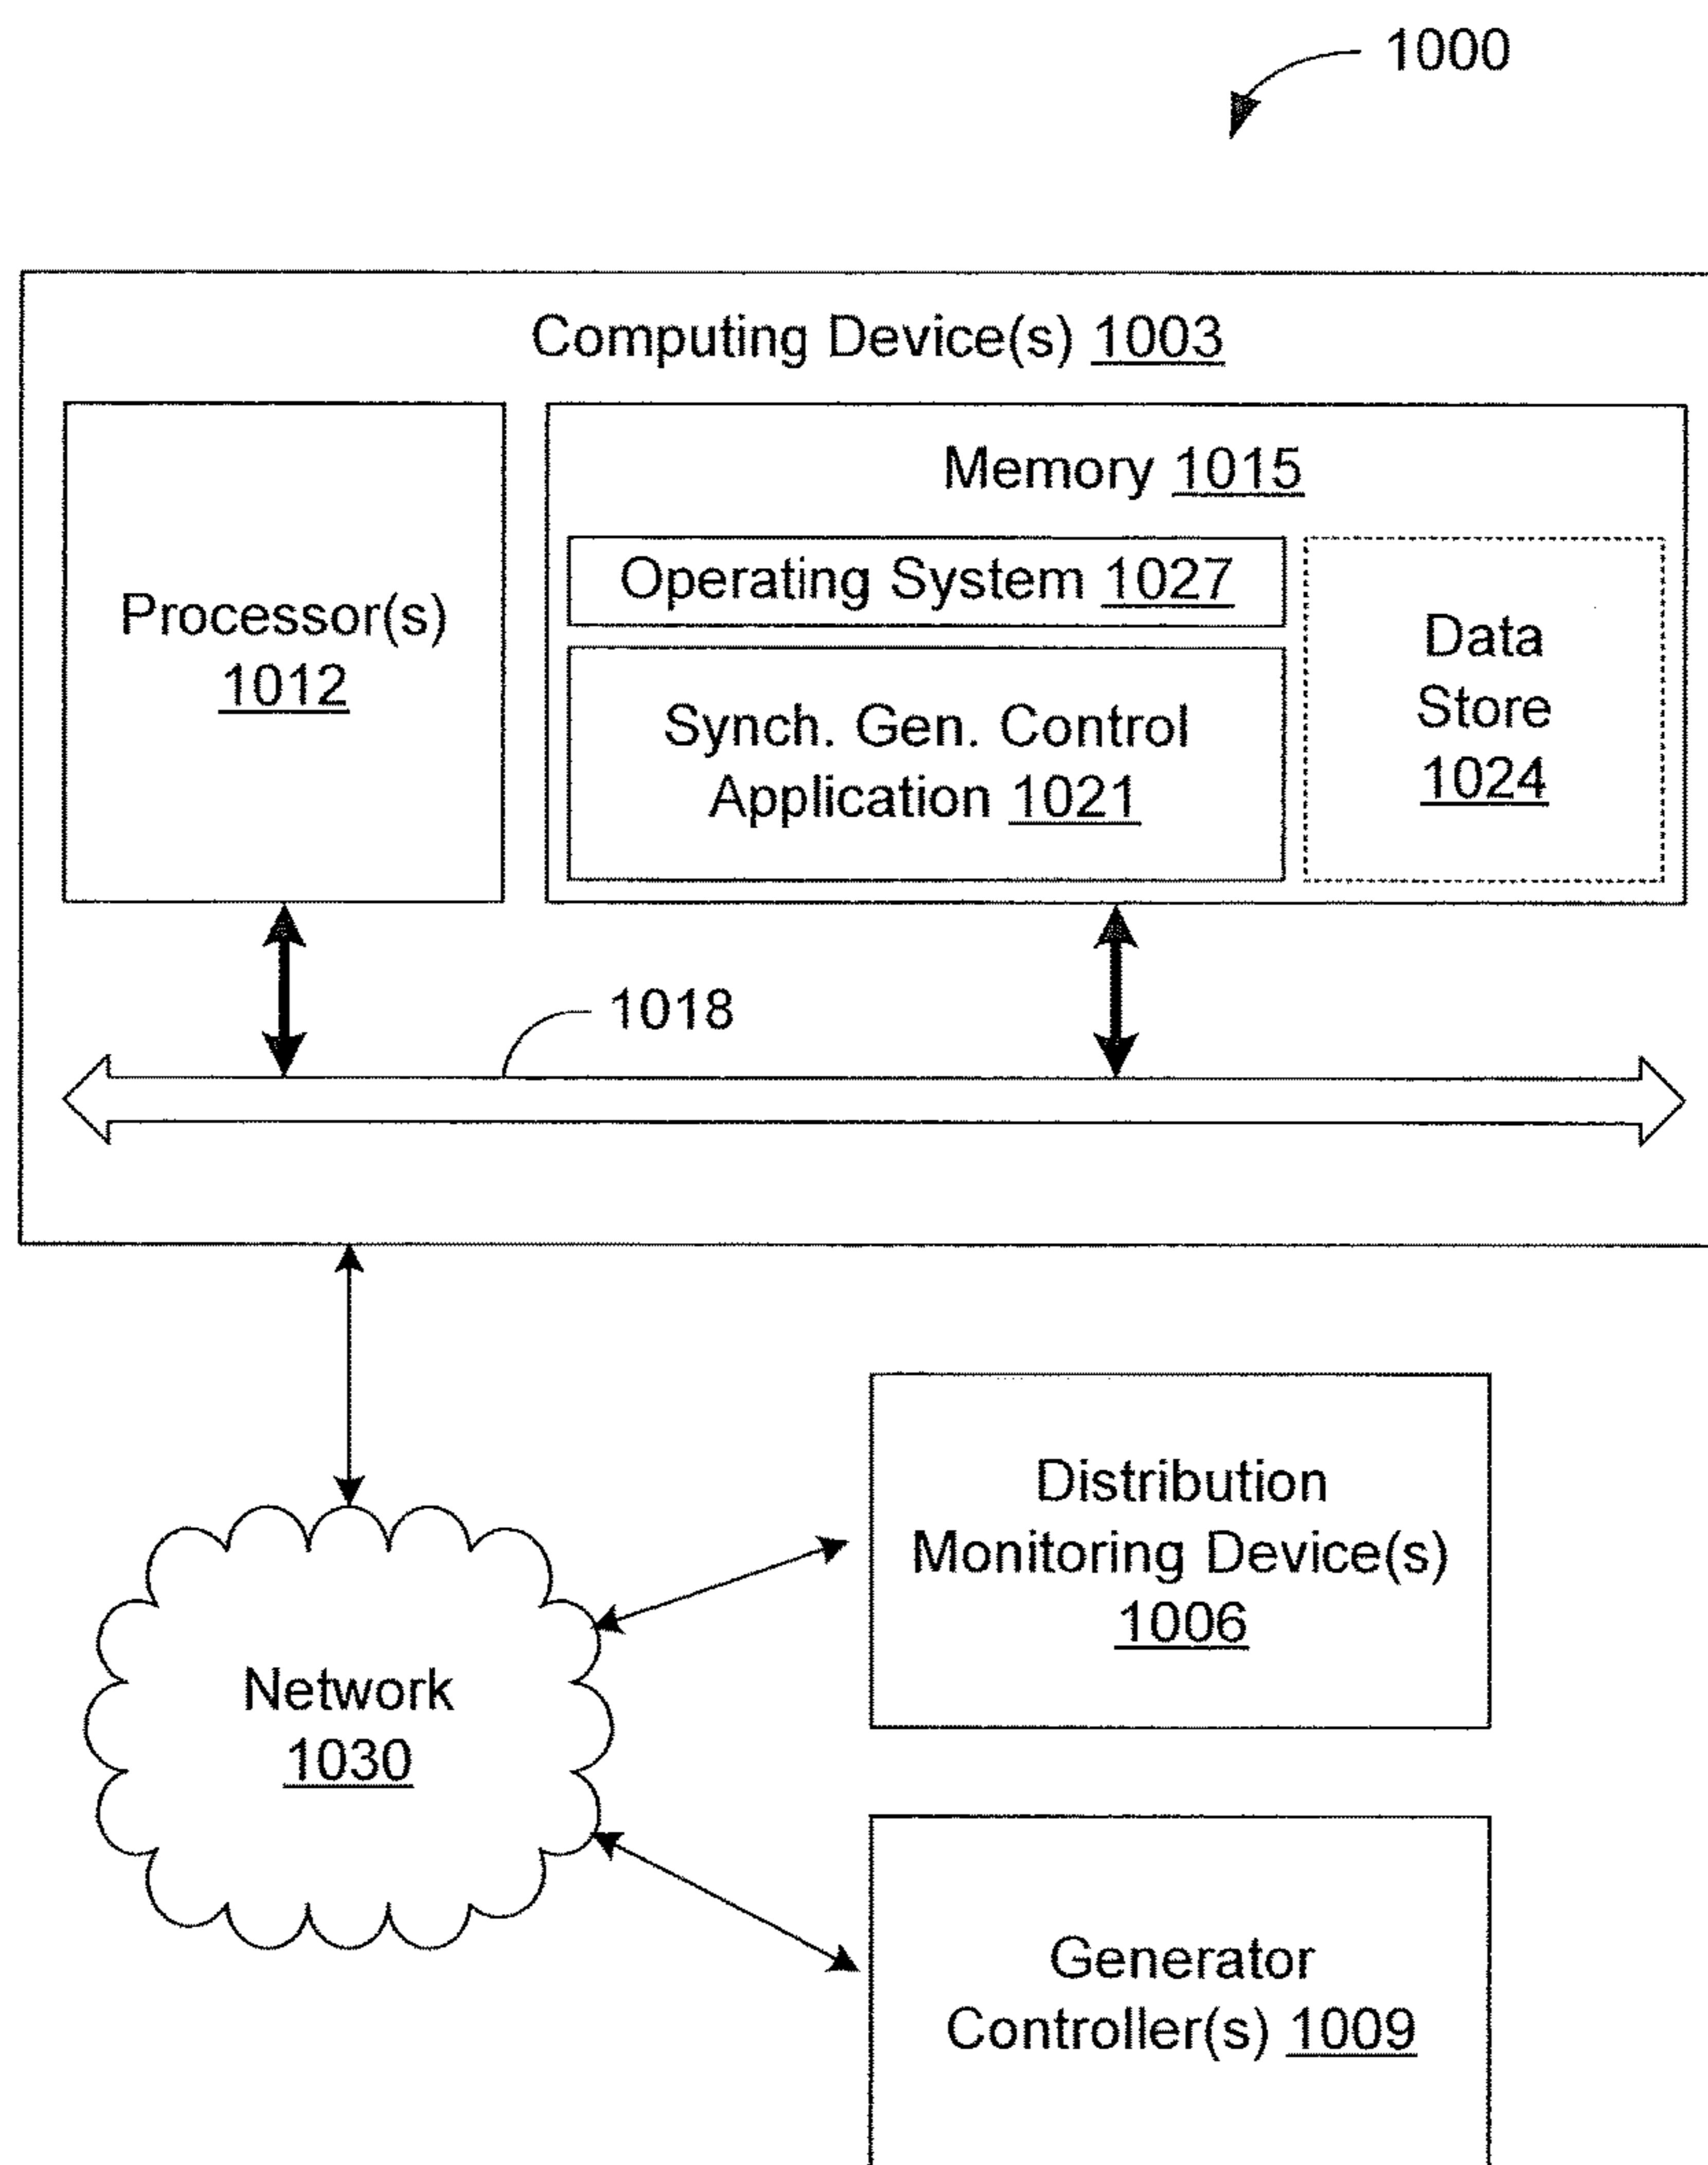 1000
Computing Device(s) 1003
Processor(s)
1012
Memory 1015
Operating System 1027
Synch. Gen. Control
Application 1021
Data
Store
1024
1018
Distribution
Monitoring Device(s)
1006
Network
1030
Generator
Controller(s) 1009